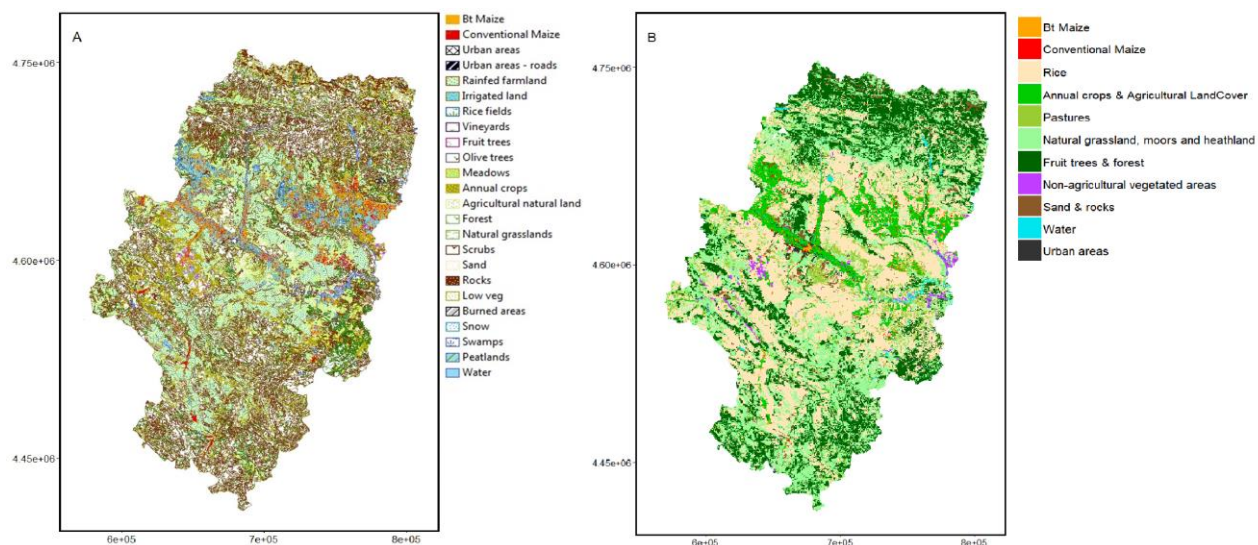 A
4.75e+06
4.60e+06
4.45e+06
6e+05
7e+05
8e+05
Bt Maize
Conventional Maize
Urban areas
Urban areas - roads
Rainfed farmland
Irrigated land
Rice fields
Vineyards
Fruit trees
Olive trees
Meadows
Annual crops
Agricultural natural land
Forest
Natural grasslands
Scrubs
Sand
Rocks
Low veg
Burned areas
Snow
Swamps
Peatlands
Water
B
4.75e+06
4.60e+06
4.45e+06
6e+05
7e+05
8e+05
Bt Maize
Conventional Maize
Rice
Annual crops & Agricultural LandCover
Pastures
Natural grassland, moors and heathland
Fruit trees & forest
Non-agricultural vegetated areas
Sand & rocks
Water
Urban areas